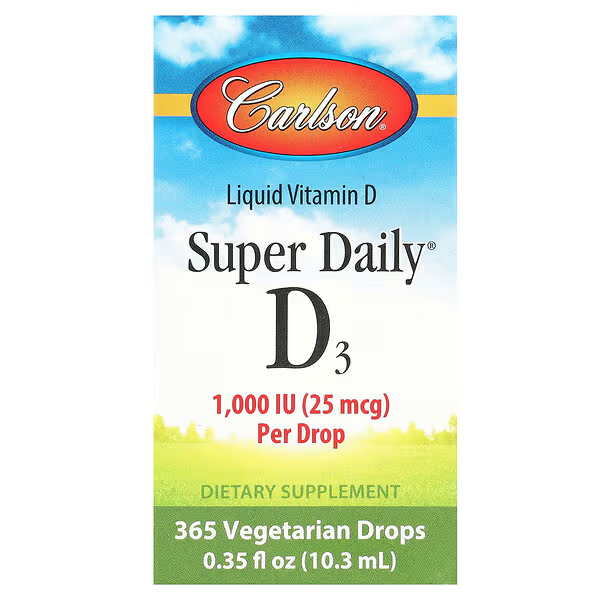 Carlson®
Liquid Vitamin D
Super Daily®
D3
1,000 IU (25 mcg)
Per Drop
DIETARY SUPPLEMENT
365 Vegetarian Drops
0.35 fl oz (10.3 mL)